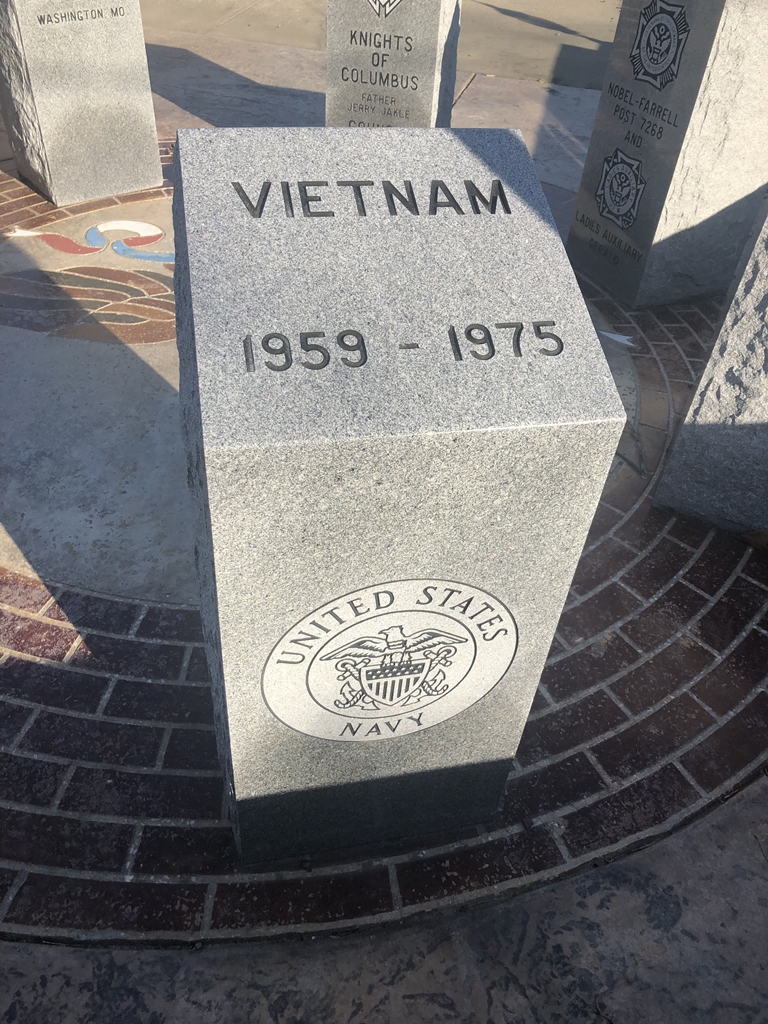 WASHINGTON, MO
KNIGHTS
OF
COLUMBUS
FATHER
JERRY JAKLE
NOBEL-FARRELL
POST 7268
AND
LADIES AUXILIARY
VIETNAM
1959 - 1975
UNITED STATES
NAVY